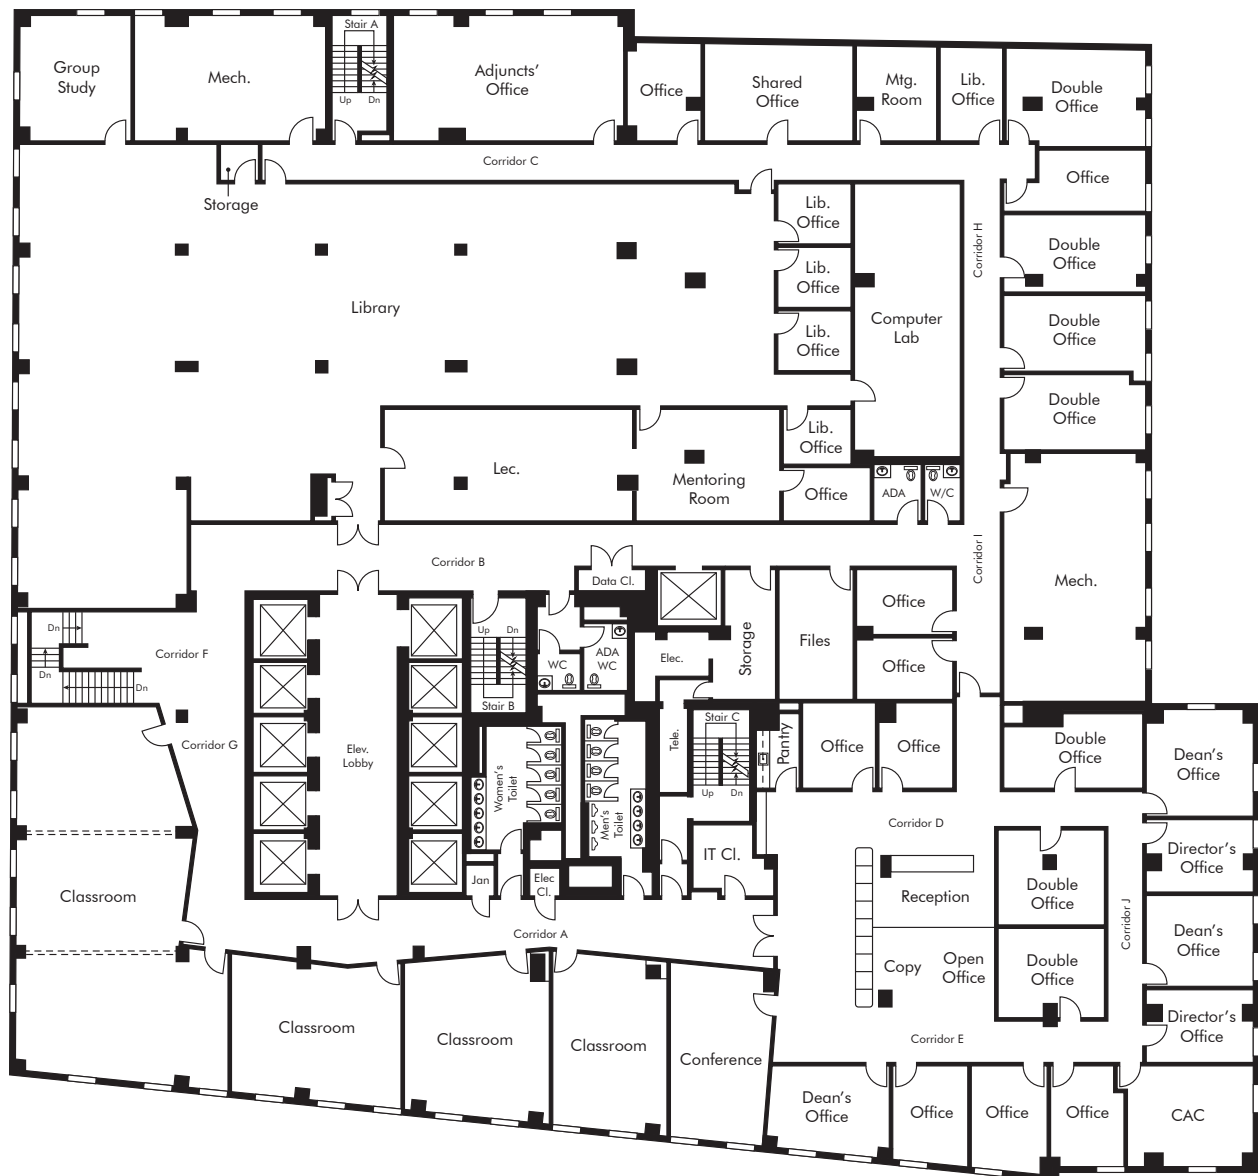 Stair A
Up
Dn
Group
Study
Mech.
Adjuncts'
Office
Office
Shared
Office
Mtg.
Room
Lib.
Office
Double
Office
Corridor C
Office
Storage
Lib.
Office
Corridor H
Double
Office
Lib.
Office
Library
Computer
Lab
Double
Office
Lib.
Office
Double
Office
Lib.
Office
Lec.
Mentoring
Room
Office
ADA
W/C
Corridor I
Corridor B
Data Cl.
Mech.
Office
Dn
Up
Dn
Storage
Files
Corridor F
WC
ADA
WC
Elec.
Office
Dn
Dn
Stair B
Stair C
Corridor G
Elev.
Lobby
Tele.
Pantry
Office
Office
Double
Office
Dean's
Office
Women's
Toilet
Up
Dn
Men's
Toilet
Corridor D
IT Cl.
Director's
Office
Jan
Elec
Cl.
Classroom
Reception
Double
Office
Corridor J
Corridor A
Dean's
Office
Copy
Open
Office
Double
Office
Classroom
Classroom
Classroom
Conference
Corridor E
Director's
Office
Dean's
Office
Office
Office
Office
CAC